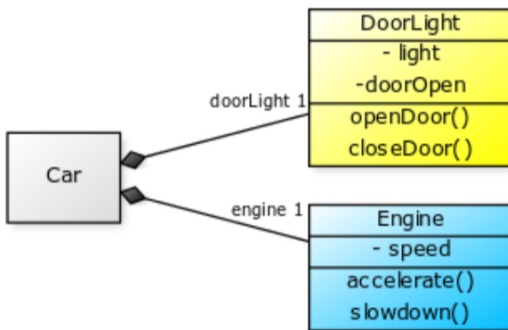 DoorLight
- light
-doorOpen
openDoor()
closeDoor()
doorLight 1
Car
engine 1
Engine
- speed
accelerate()
slowdown()